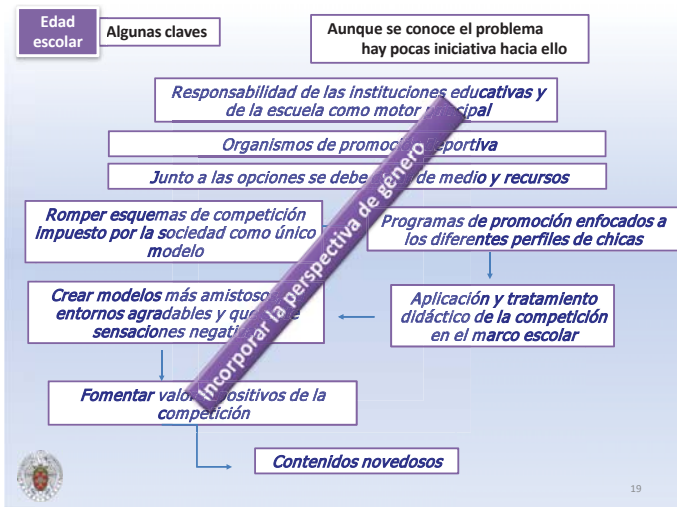 Edad
escolar
Algunas claves
Aunque se conoce el problema
hay pocas iniciativa hacia ello
Responsabilidad de las instituciones educativas y
de la escuela como motor principal
Organismos de promoción deportiva
Junto a las opciones se debe de medio y recursos
Romper esquemas de competición
impuesto por la sociedad como único
modelo
Programas de promoción enfocados a
los diferentes perfiles de chicas
Crear modelos más amistosos
entornos agradables y que
sensaciones negativas
Aplicación y tratamiento
didáctico de la competición
en el marco escolar
Incorporar la perspectiva de género
Fomentar valores positivos de la
competición
Contenidos novedosos
19